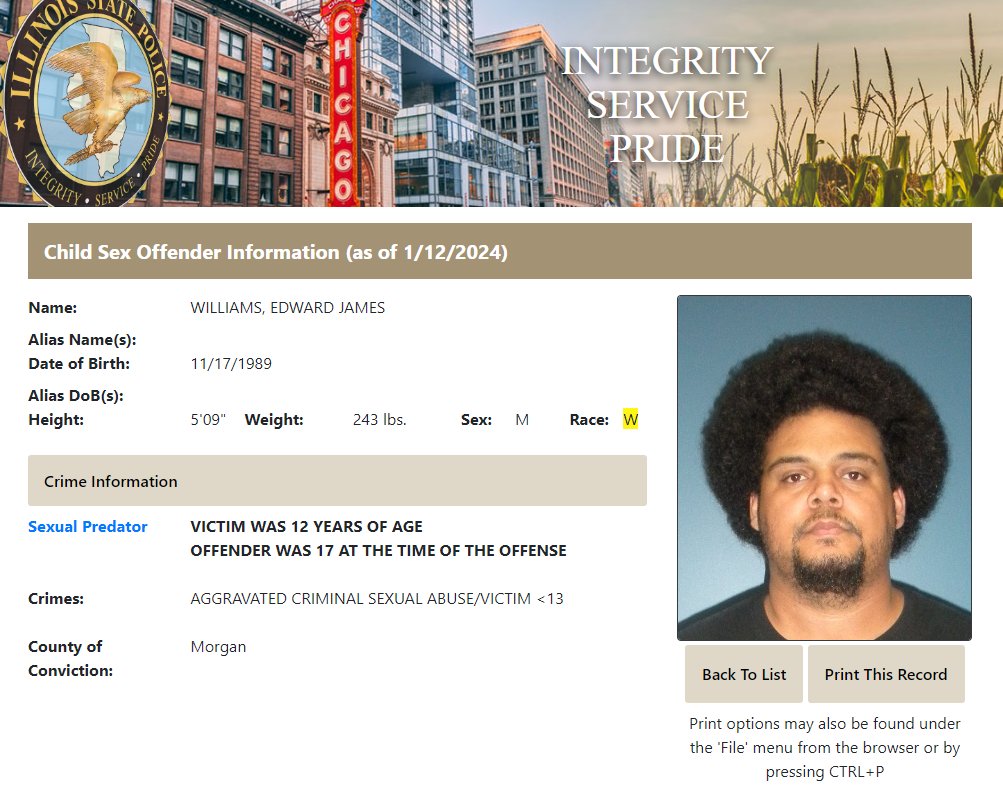 ILLINOIS STATE POLICE
INTEGRITY • SERVICE • PRIDE
CHICAGO
INTEGRITY
SERVICE
PRIDE
Child Sex Offender Information (as of 1/12/2024)
Name: WILLIAMS, EDWARD JAMES
Alias Name(s):
Date of Birth: 11/17/1989
Alias DoB(s):
Height: 5'09" Weight: 243 lbs. Sex: M Race: W
Crime Information
Sexual Predator VICTIM WAS 12 YEARS OF AGE
OFFENDER WAS 17 AT THE TIME OF THE OFFENSE
Crimes: AGGRAVATED CRIMINAL SEXUAL ABUSE/VICTIM <13
County of Morgan
Conviction:
Back To List Print This Record
Print options may also be found under
the 'File' menu from the browser or by
pressing CTRL+P